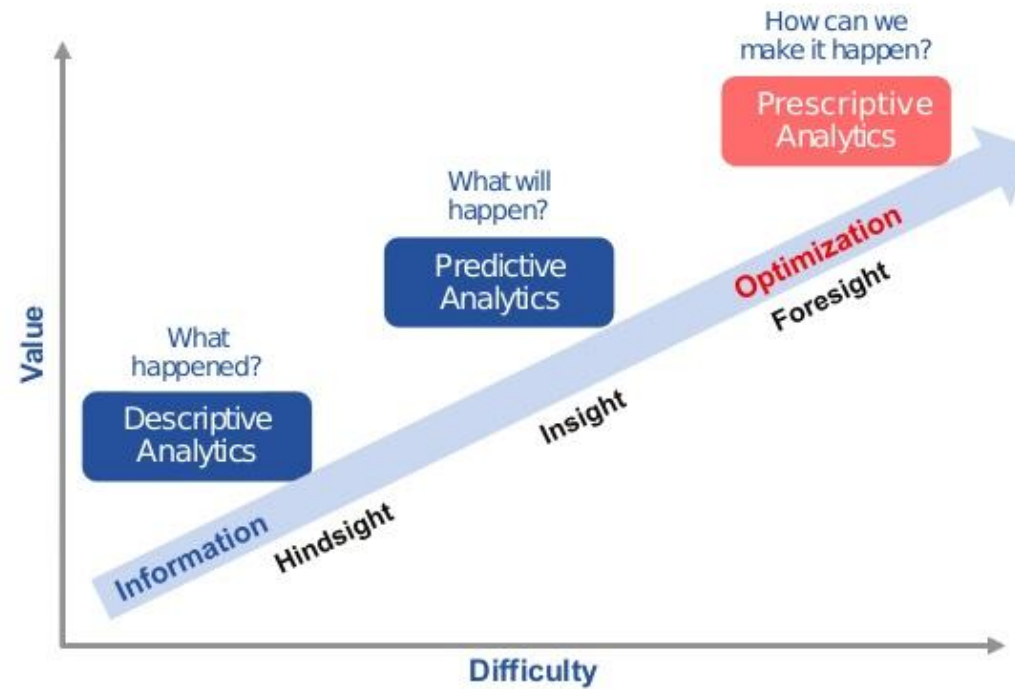 How can we
make it happen?
Prescriptive
Analytics
What will
happen?
Predictive
Analytics
Optimization
Foresight
What
happened?
Descriptive
Analytics
Insight
Information
Hindsight
Value
Difficulty